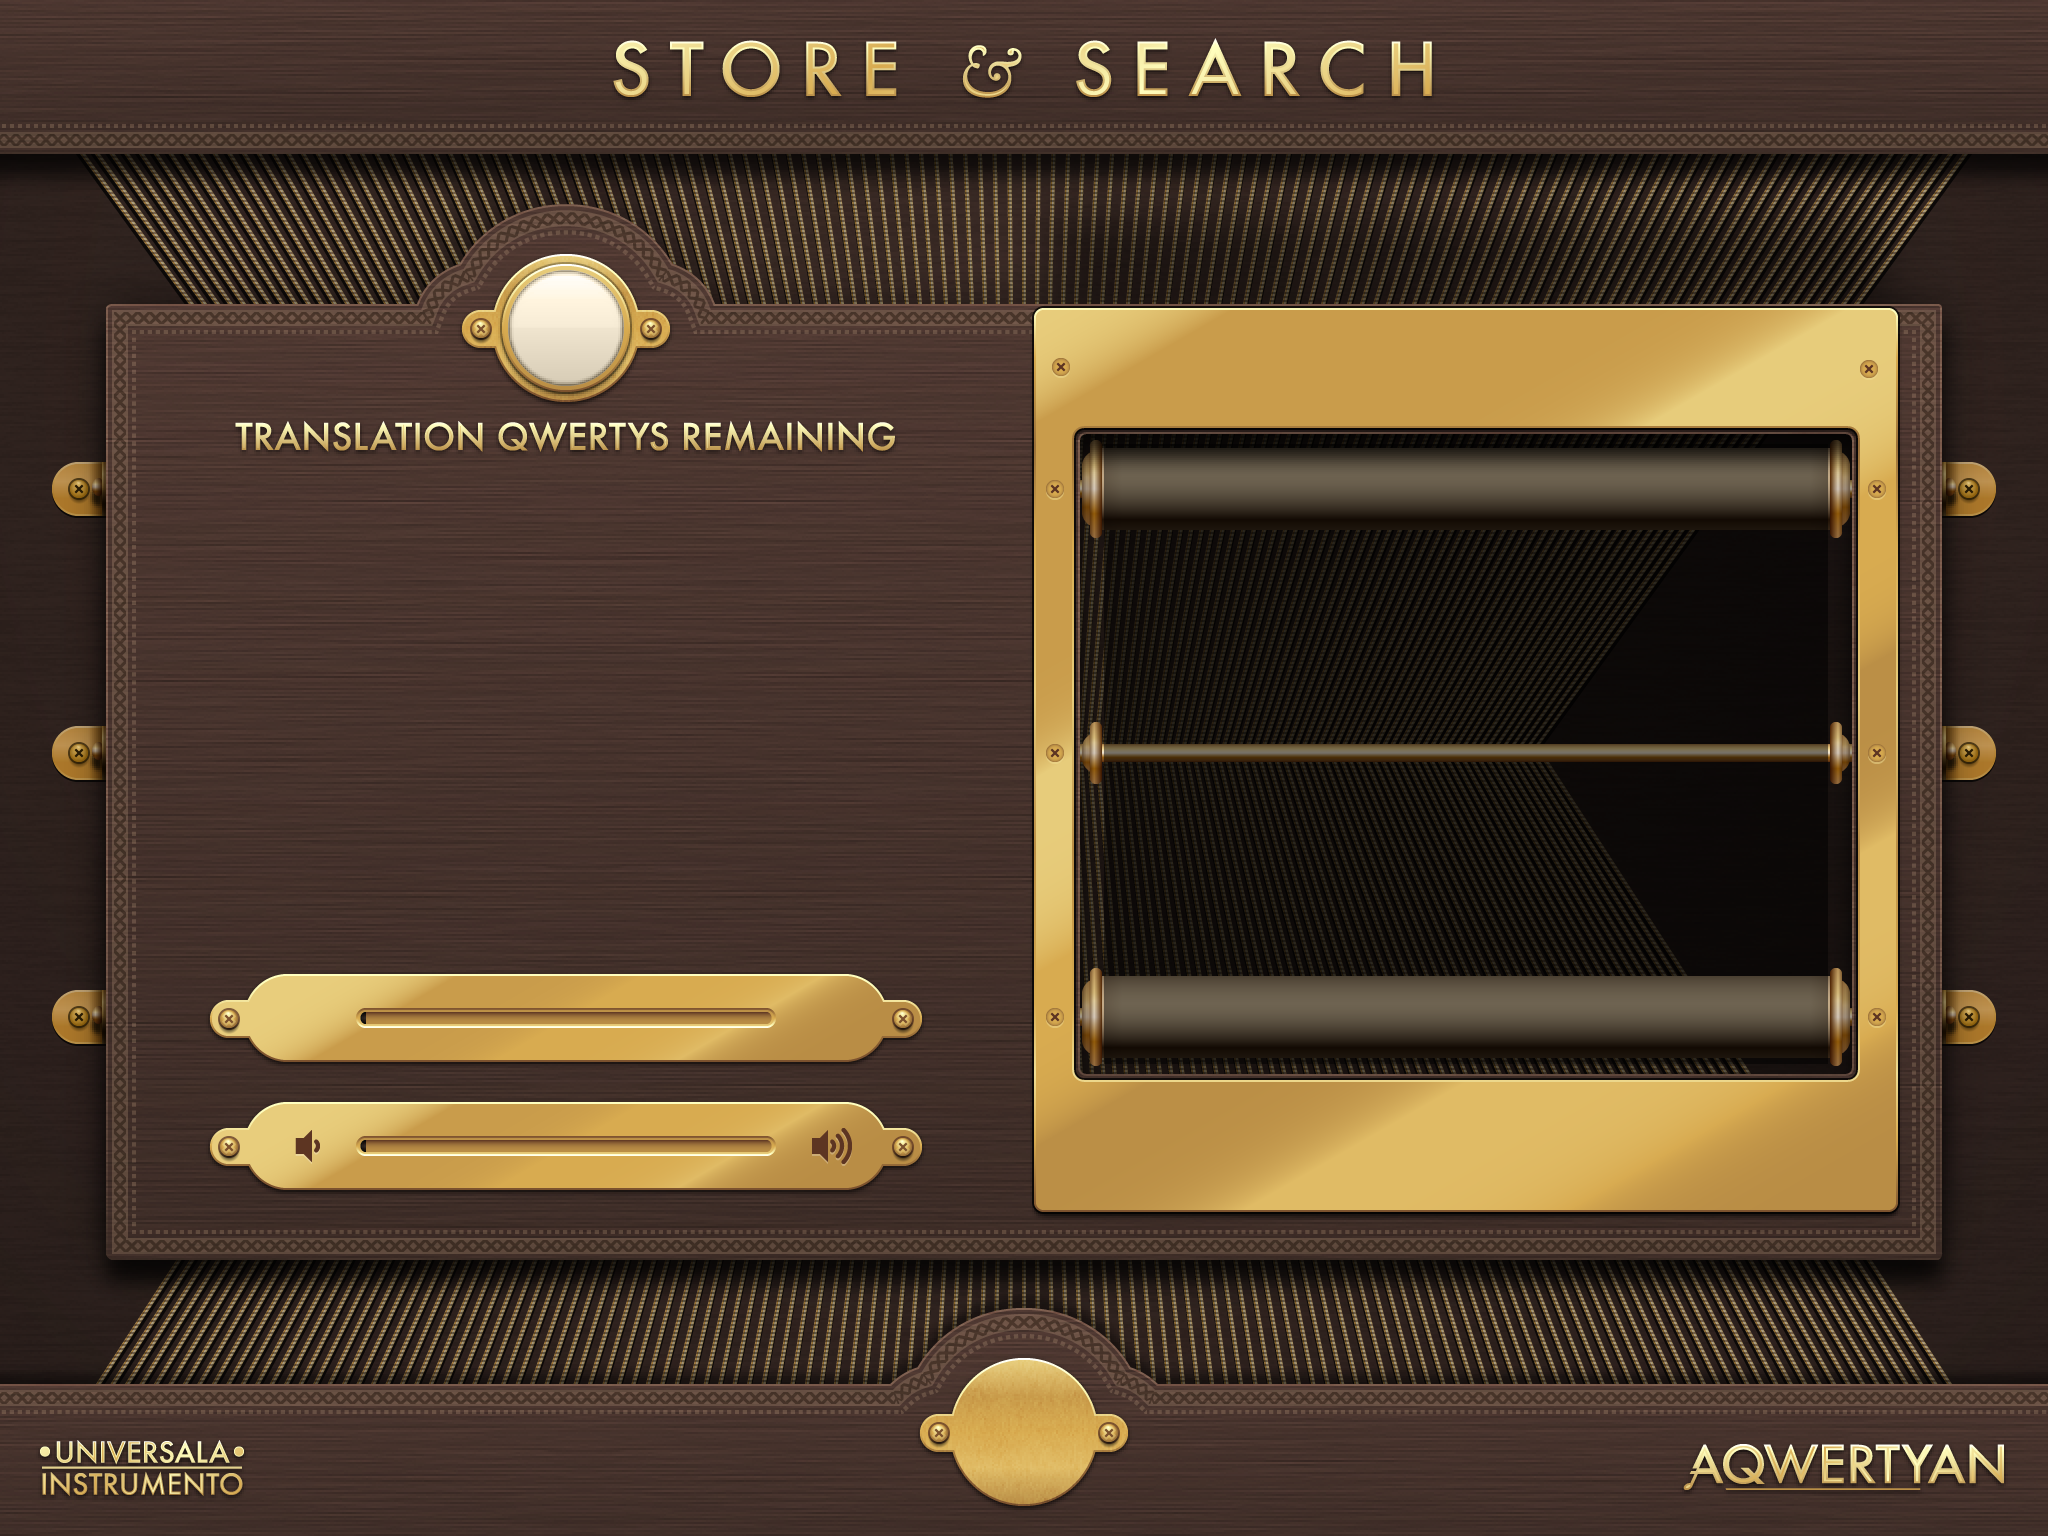 STORE & SEARCH
TRANSLATION QWERTYS REMAINING
•UNIVERSALA•
INSTRUMENTO
AQWERTYAN